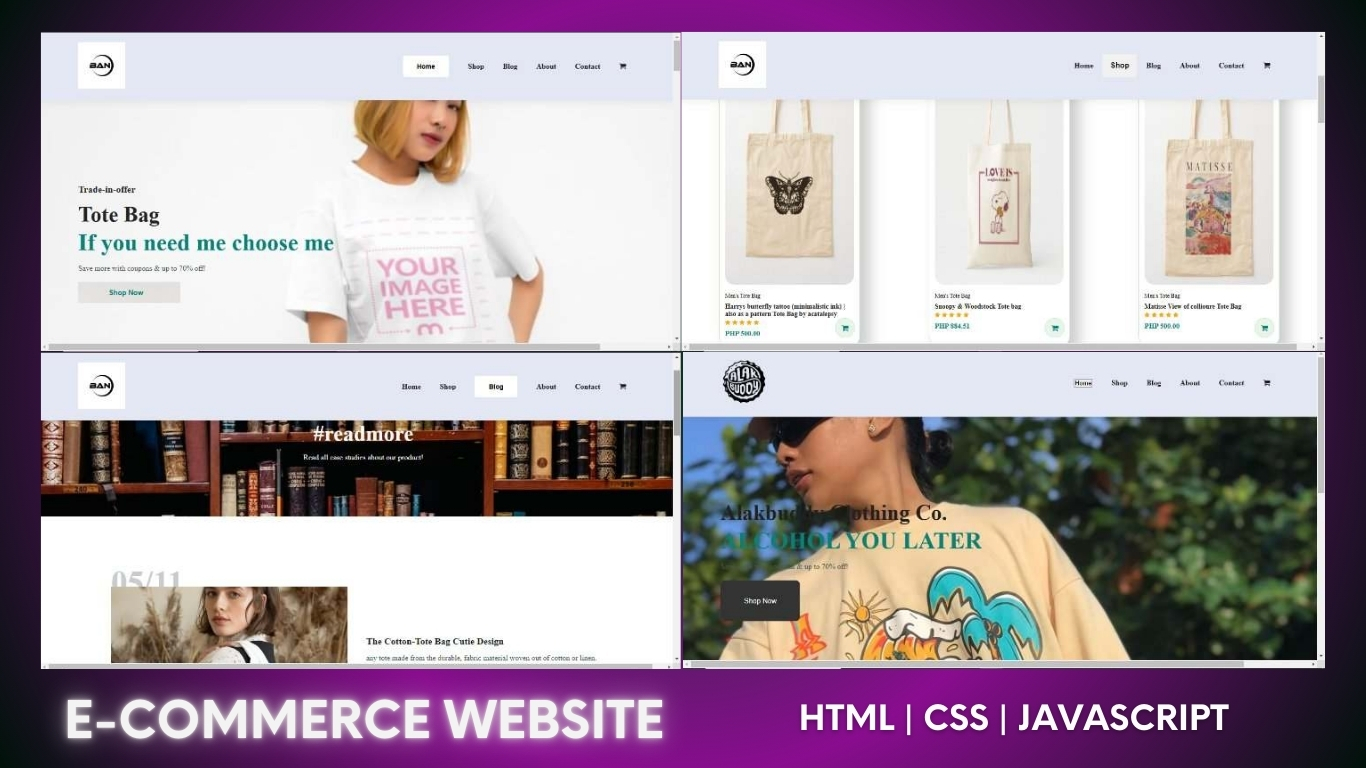 BAN
Home Shop Blog About Contact
Trade-in-offer
Tote Bag
If you need me choose me
Save more with coupons & up to 70% off!
Shop Now
YOUR
IMAGE
HERE
BAN
Home Shop Blog About Contact
LOVE IS
MATISSE
Men's Tote Bag
Harrys butterfly tattoo (minimalistic ink) |
also as a pattern Tote Bag by acatalepsy
PHP 500.00
Men's Tote Bag
Snoopy & Woodstock Tote bag
PHP 884.51
Men's Tote Bag
Matisse View of collioure Tote Bag
PHP 500.00
BAN
Home Shop Blog About Contact
#readmore
Read all case studies about our product!
05/11
The Cotton-Tote Bag Cutie Design
any tote made from the durable, fabric material woven out of cotton or linen.
ALAK
BUDDY
Home Shop Blog About Contact
Alakbuddy Clothing Co.
ALCOHOL YOU LATER
& up to 70% off!
Shop Now
E-COMMERCE WEBSITE
HTML | CSS | JAVASCRIPT